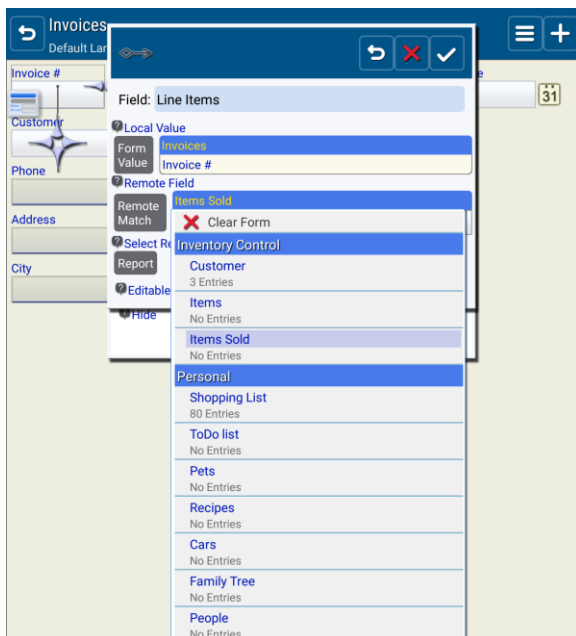 Invoices
Default Lar
Invoice #
e
31
Customer
Phone
Address
City
Field: Line Items
Local Value
Form Value
Invoices
Invoice #
Remote Field
Remote Match
Items Sold
Clear Form
Select Re
Report
Editable
Hide
Inventory Control
Customer
3 Entries
Items
No Entries
Items Sold
No Entries
Personal
Shopping List
80 Entries
ToDo list
No Entries
Pets
No Entries
Recipes
No Entries
Cars
No Entries
Family Tree
No Entries
People
No Entries